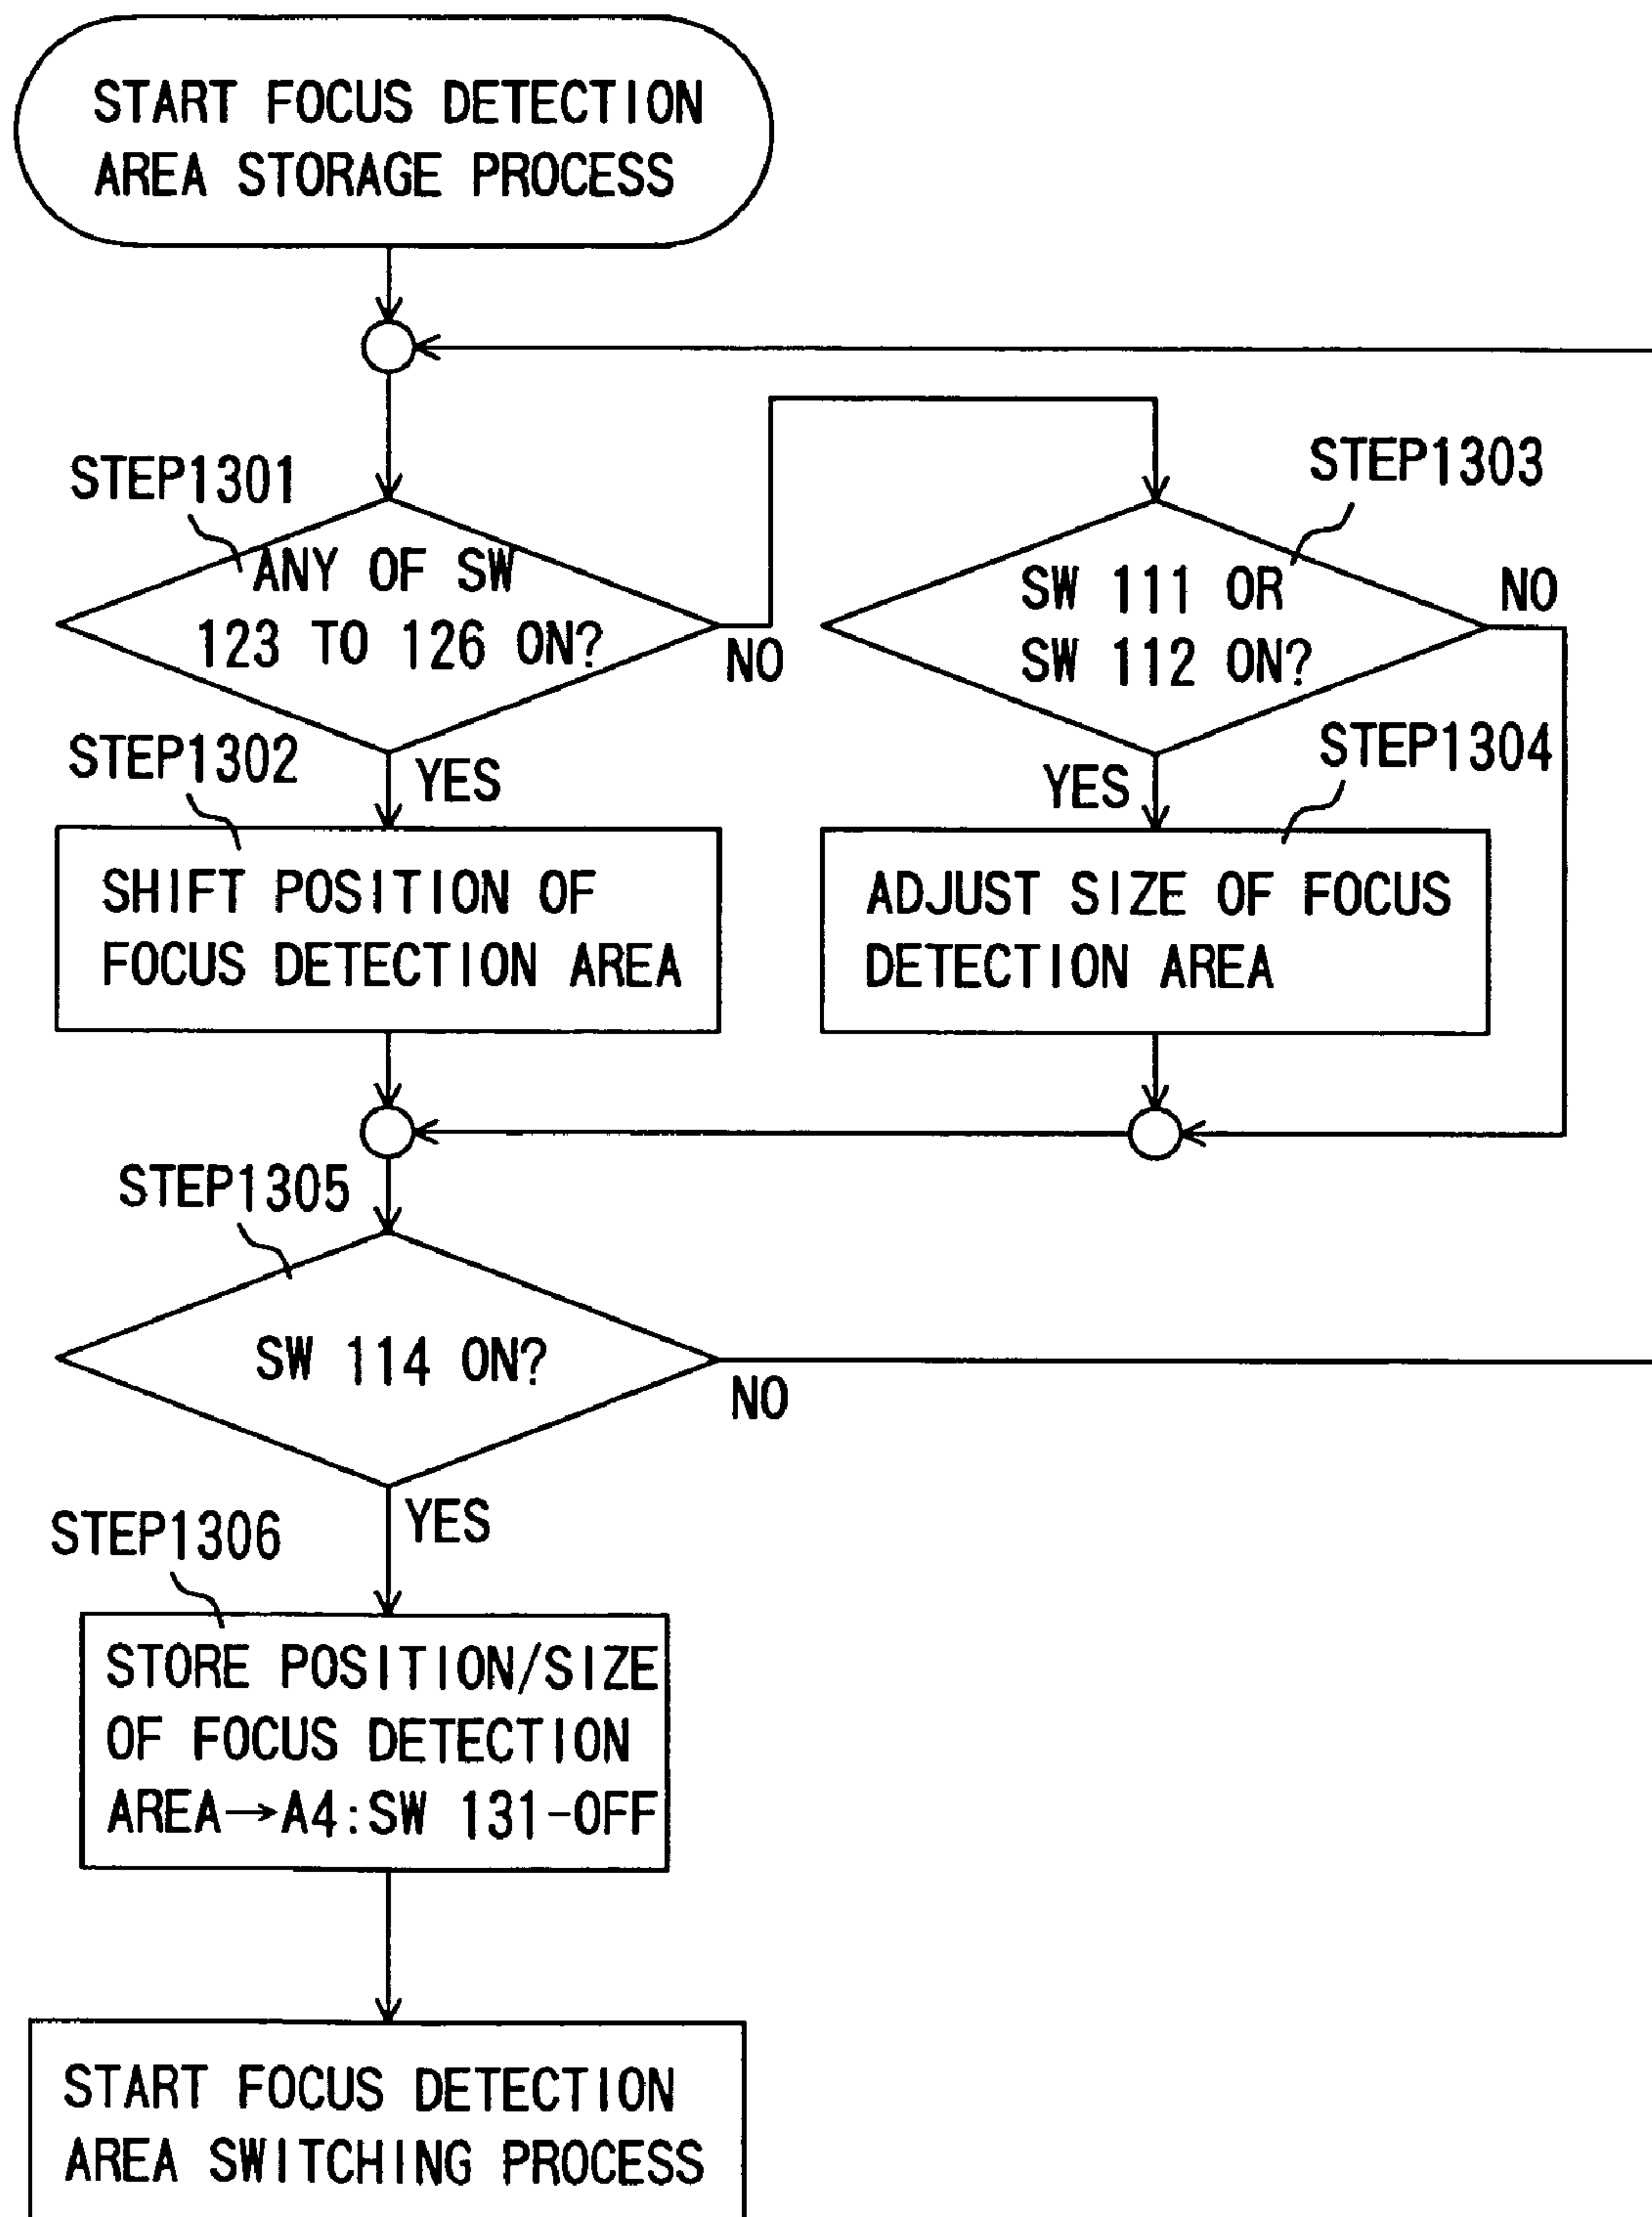 START FOCUS DETECTION
AREA STORAGE PROCESS
STEP1301
ANY OF SW
123 TO 126 ON?
NO
YES
STEP1303
SW 111 OR
SW 112 ON?
NO
YES
STEP1302
SHIFT POSITION OF
FOCUS DETECTION AREA
STEP1304
ADJUST SIZE OF FOCUS
DETECTION AREA
STEP1305
SW 114 ON?
NO
YES
STEP1306
STORE POSITION/SIZE
OF FOCUS DETECTION
AREA→A4:SW 131-OFF
START FOCUS DETECTION
AREA SWITCHING PROCESS